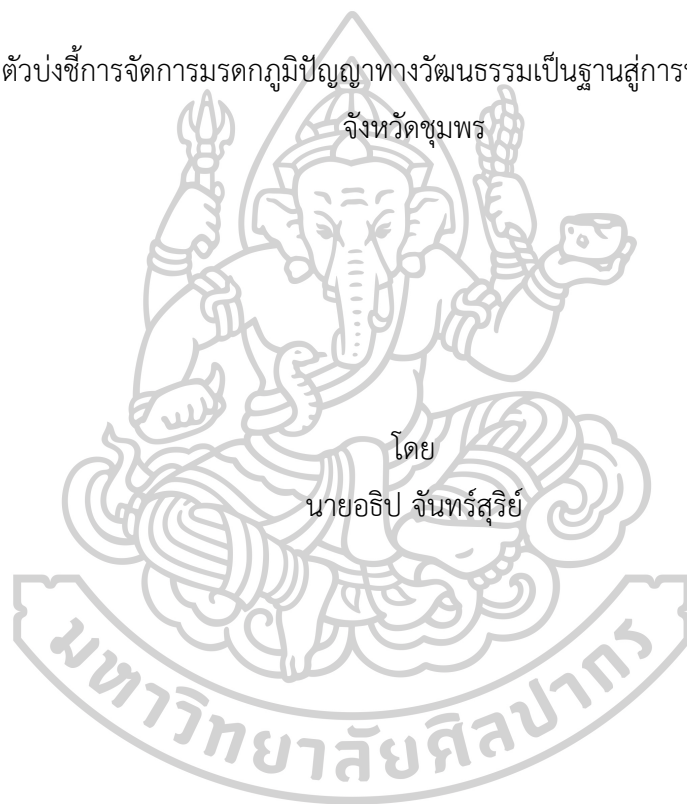 ตัวบ่งชี้การจัดการมรดกภูมิปัญญาทางวัฒนธรรมเป็นฐานสู่การ
จังหวัดชุมพร
โดย
นายอธิป จันทร์สุริย์
มหาวิทยาลัยศิลปากร